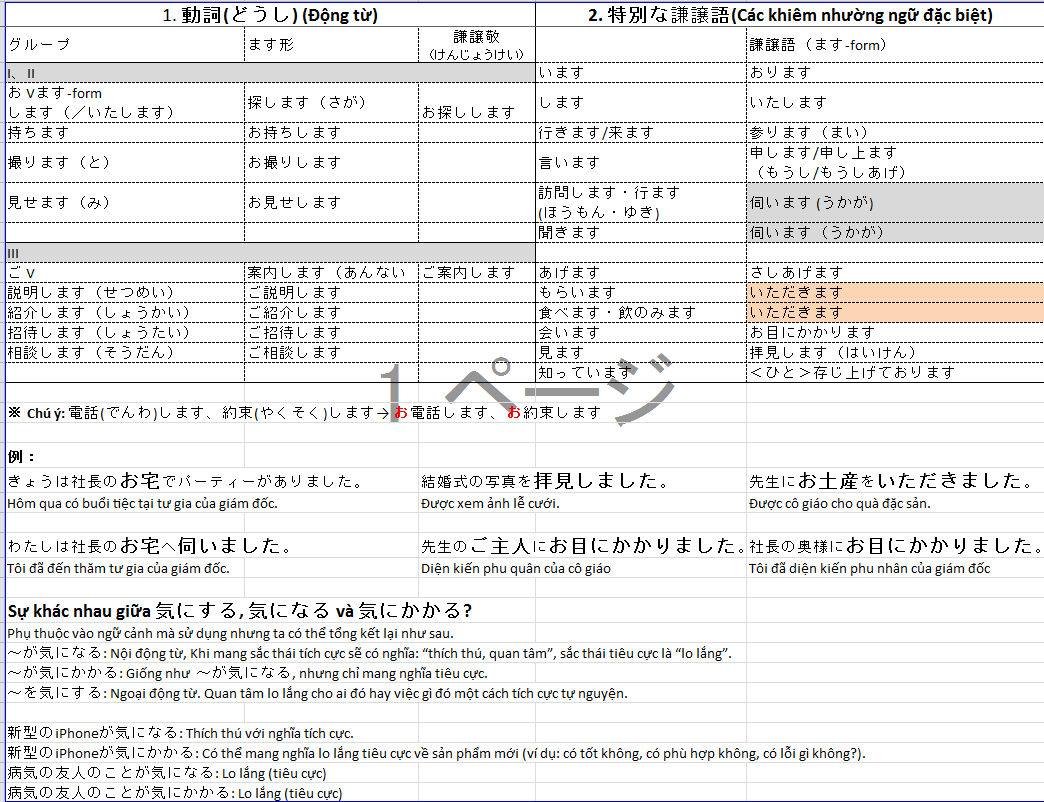 1. 動詞(どうし) (Động từ)
2. 特別な謙譲語(Các khiêm nhường ngữ đặc biệt)
グループ ます形 謙譲敬
(けんじょうけい)
謙譲語（ます-form）
I、II
います おります
お Vます-form
します（／いたします） 探します（さが） お探しします
します いたします
持ちます お持ちします
行きます/来ます 参ります（まい）
撮ります（と） お撮りします
言います 申します/申し上ます
（もうし/もうしあげ）
見せます（み） お見せします
訪問します・行ます
(ほうもん・ゆき)
伺います (うかが)
聞きます 伺います（うかが）
III
ご V 案内します（あんない ご案内します
あげます さしあげます
説明します（せつめい） ご説明します
もらいます いただきます
紹介します（しょうかい） ご紹介します
食べます・飲のみます いただきます
招待します（しょうたい） ご招待します
会います お目にかかります
相談します（そうだん） ご相談します
見ます 拝見します（はいけん）
知っています ＜ひと＞存じ上げております
1 ページ
※ Chú ý: 電話(でんわ)します、約束(やくそく)します→お電話します、お約束します
例：
きょうは社長のお宅でパーティーがありました。 結婚式の写真を拝見しました。 先生にお土産をいただきました。
Hôm qua có buổi tiệc tại tư gia của giám đốc. Được xem ảnh lễ cưới. Được cô giáo cho quà đặc sản.
わたしは社長のお宅へ伺いました。 先生のご主人にお目にかかりました。 社長の奥様にお目にかかりました。
Tôi đã đến thăm tư gia của giám đốc. Diện kiến phu quân của cô giáo Tôi đã diện kiến phu nhân của giám đốc
Sự khác nhau giữa 気にする, 気になる và 気にかかる?
Phụ thuộc vào ngữ cảnh mà sử dụng nhưng ta có thể tổng kết lại như sau.
～が気になる: Nội động từ, Khi mang sắc thái tích cực sẽ có nghĩa: “thích thú, quan tâm”, sắc thái tiêu cực là “lo lắng”.
～が気にかかる: Giống như ～が気になる, nhưng chỉ mang nghĩa tiêu cực.
～を気にする: Ngoại động từ. Quan tâm lo lắng cho ai đó hay việc gì đó một cách tích cực tự nguyện.
新型のiPhoneが気になる: Thích thú với nghĩa tích cực.
新型のiPhoneが気にかかる: Có thể mang nghĩa lo lắng tiêu cực về sản phẩm mới (ví dụ: có tốt không, có phù hợp không, có lỗi gì không?).
病気の友人のことが気になる: Lo lắng (tiêu cực)
病気の友人のことが気にかかる: Lo lắng (tiêu cực)